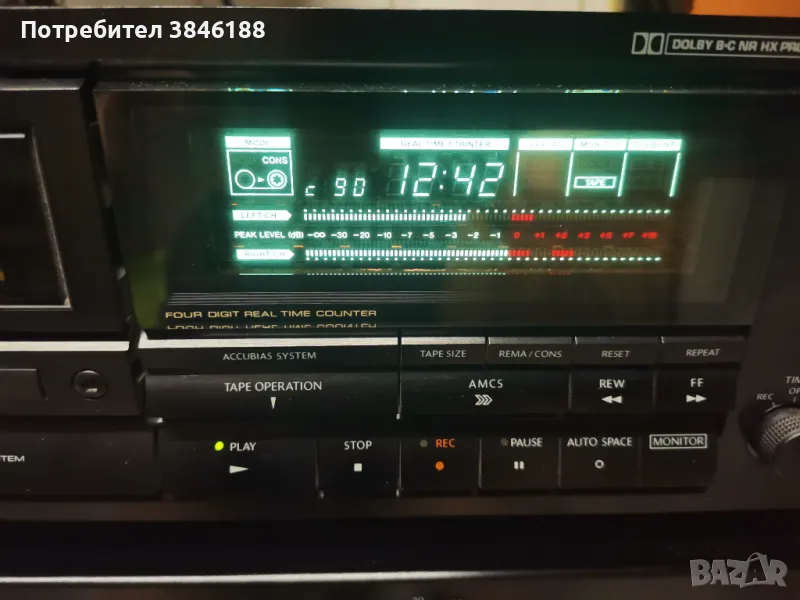 Потребител 3846188
DOLBY B·C NR HX PRO
MODE
REAL TIME COUNTER
MONITOR
CONS
c 90 12:42
TAPE
LEFT CH
PEAK LEVEL (dB) -∞ -30 -20 -10 -7 -5 -3 -2 -1 0 +1 +2 +3 +5 +7 +10
RIGHT CH
FOUR DIGIT REAL TIME COUNTER
ACCUBIAS SYSTEM
TAPE SIZE
REMA / CONS
RESET
REPEAT
TAPE OPERATION
AMCS
REW
FF
REC
PLAY
STOP
REC
PAUSE
AUTO SPACE
MONITOR
BAZAR.bg